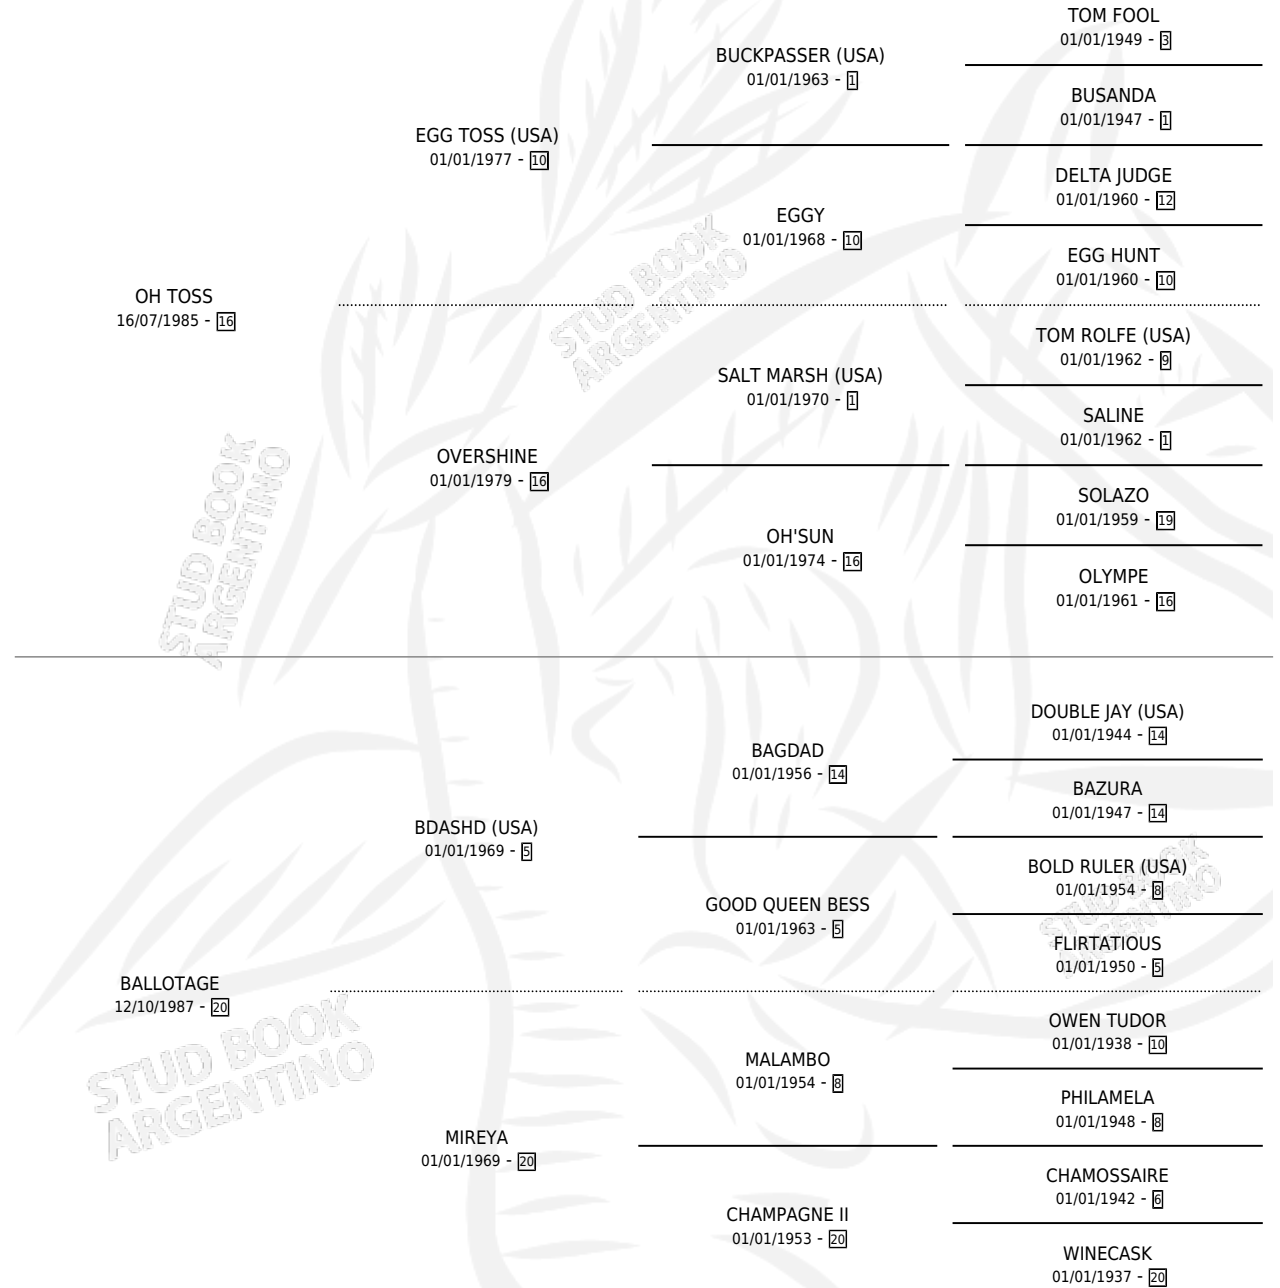 TOM FOOL
01/01/1949 - 3
BUCKPASSER (USA)
01/01/1963 - 1
BUSANDA
01/01/1947 - 1
EGG TOSS (USA)
01/01/1977 - 10
DELTA JUDGE
01/01/1960 - 12
EGGY
01/01/1968 - 10
EGG HUNT
01/01/1960 - 10
OH TOSS
16/07/1985 - 16
TOM ROLFE (USA)
01/01/1962 - 9
SALT MARSH (USA)
01/01/1970 - 1
SALINE
01/01/1962 - 1
OVERSHINE
01/01/1979 - 16
SOLAZO
01/01/1959 - 19
OH'SUN
01/01/1974 - 16
OLYMPE
01/01/1961 - 16
DOUBLE JAY (USA)
01/01/1944 - 14
BAGDAD
01/01/1956 - 14
BAZURA
01/01/1947 - 14
BDASHD (USA)
01/01/1969 - 5
BOLD RULER (USA)
01/01/1954 - 8
GOOD QUEEN BESS
01/01/1963 - 5
FLIRTATIOUS
01/01/1950 - 5
BALLOTAGE
12/10/1987 - 20
OWEN TUDOR
01/01/1938 - 10
MALAMBO
01/01/1954 - 8
PHILAMELA
01/01/1948 - 8
MIREYA
01/01/1969 - 20
CHAMOSSAIRE
01/01/1942 - 6
CHAMPAGNE II
01/01/1953 - 20
WINECASK
01/01/1937 - 20
STUD BOOK
ARGENTINO
STUD BOOK
ARGENTINO
STUD BOOK
ARGENTINO
STUD BOOK
ARGENTINO